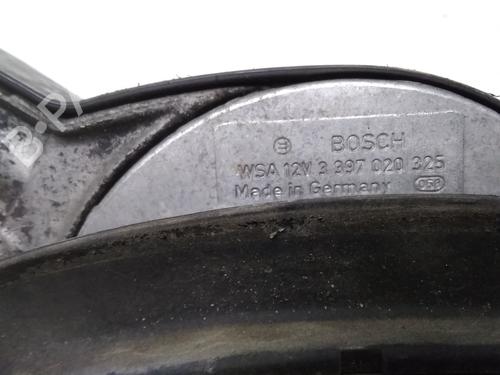 BOSCH
WSA 12V 3 397 020 325
Made in Germany
B-P